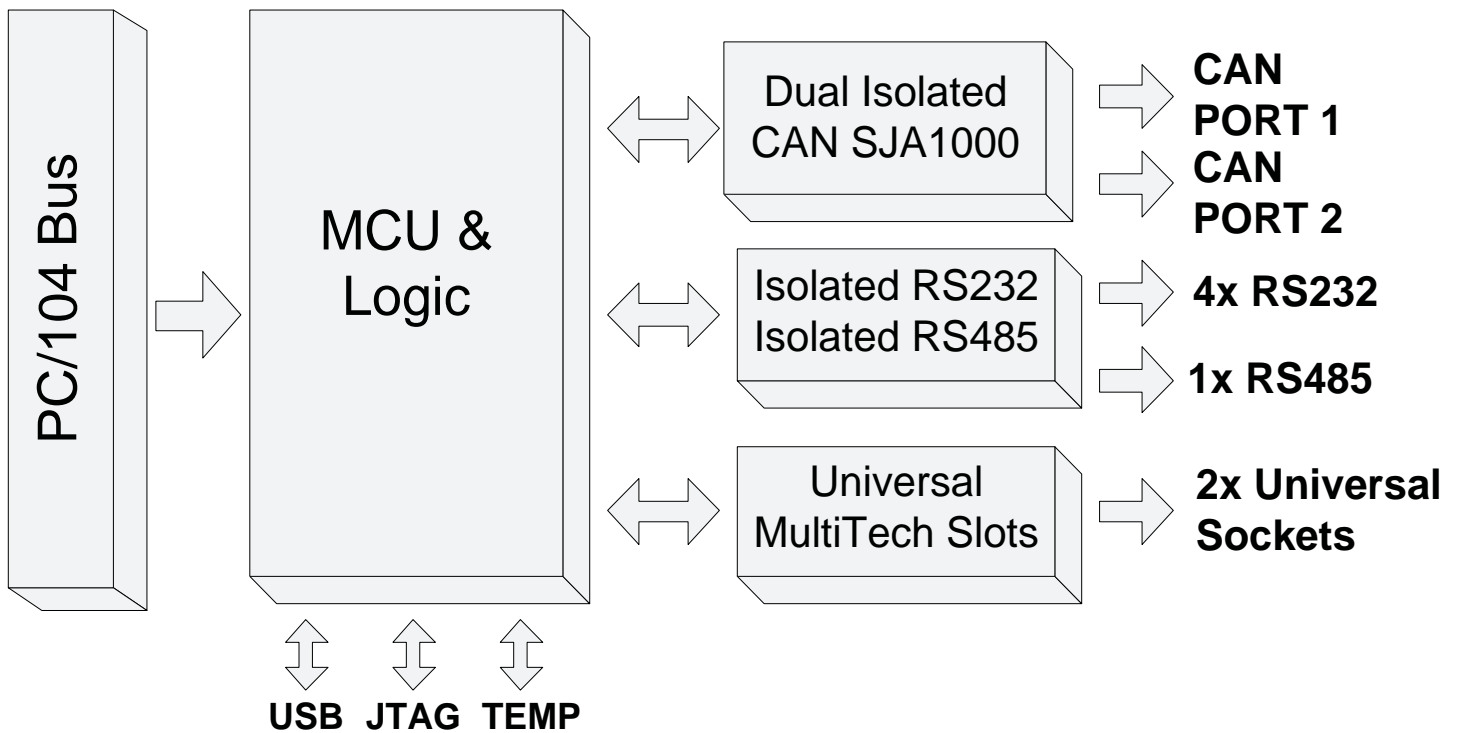 PC/104 Bus
MCU &
Logic
Dual Isolated
CAN SJA1000
CAN
PORT 1
CAN
PORT 2
Isolated RS232
Isolated RS485
4x RS232
1x RS485
Universal
MultiTech Slots
2x Universal
Sockets
USB JTAG TEMP